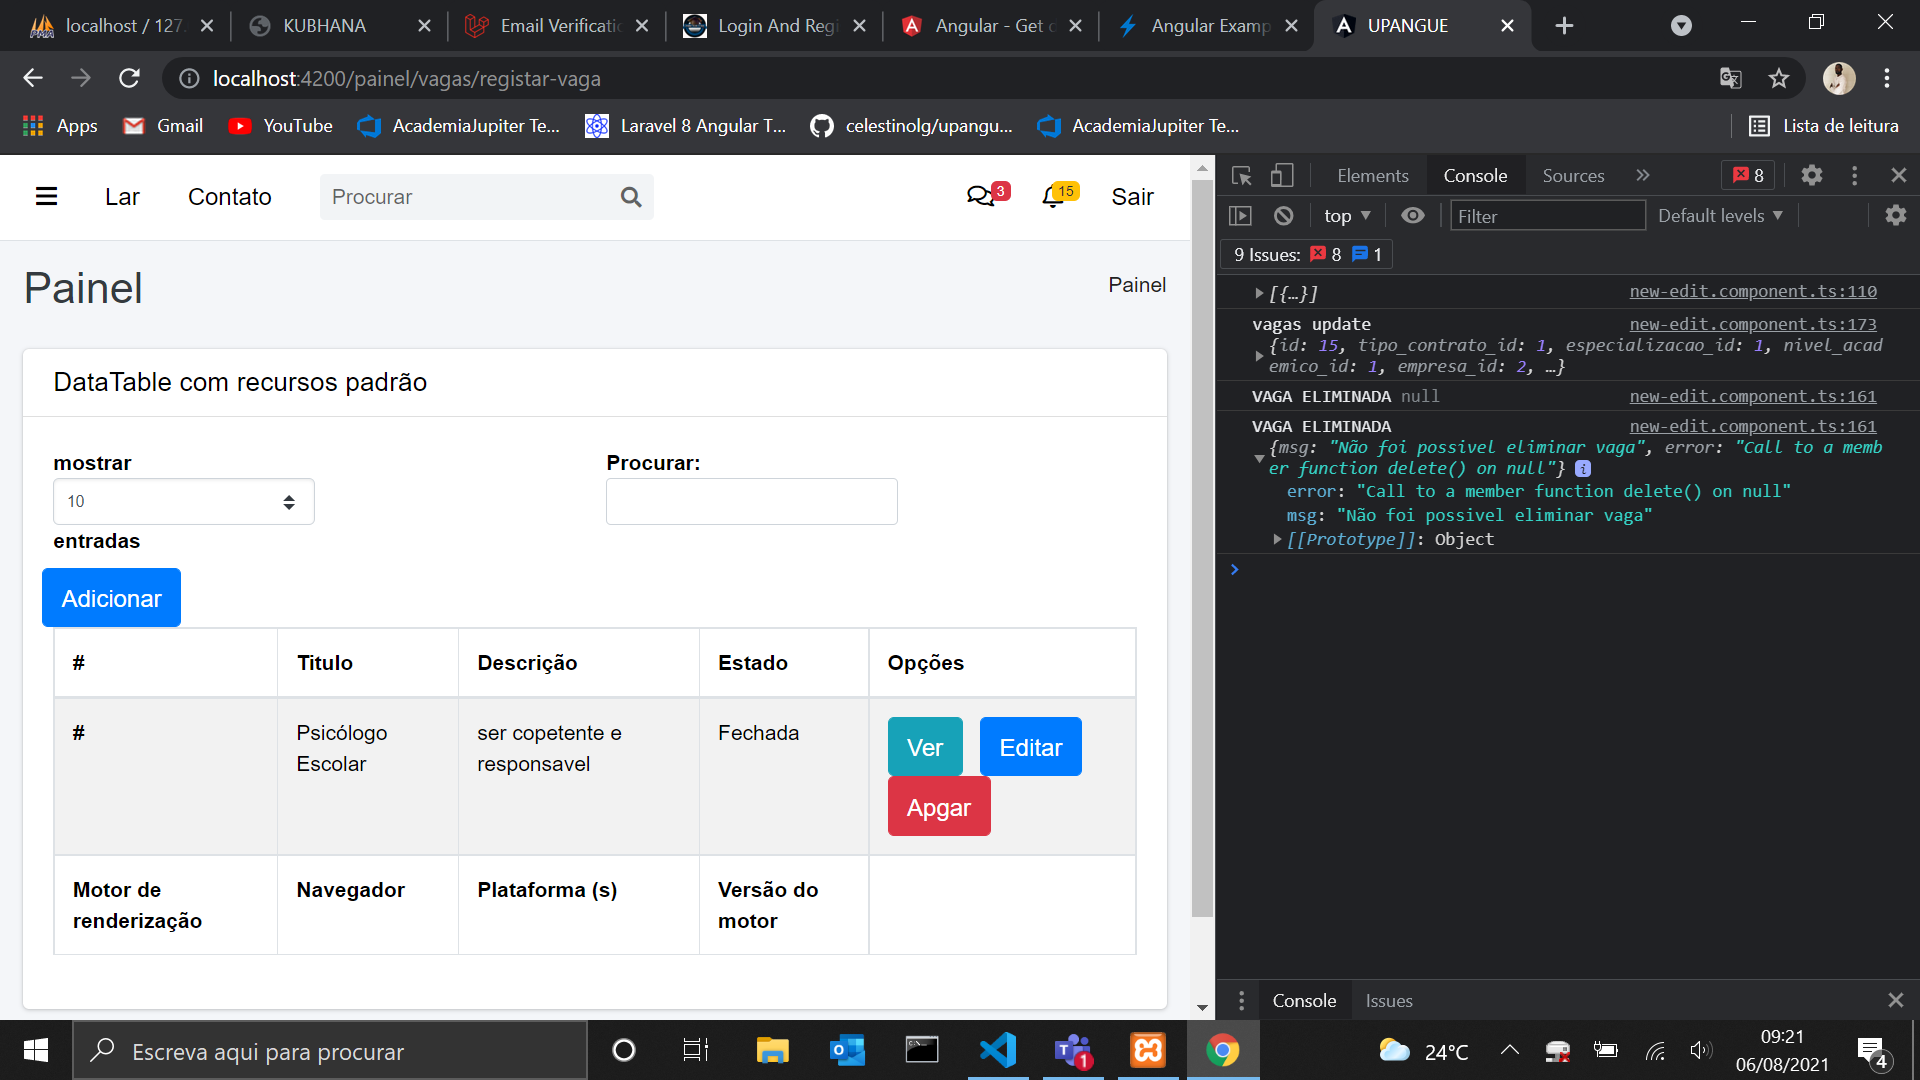 localhost / 127.
KUBHANA
Email Verificatio
Login And Regi
Angular - Get d
Angular Examp
UPANGUE
localhost:4200/painel/vagas/registar-vaga
Apps
Gmail
YouTube
AcademiaJupiter Te...
Laravel 8 Angular T...
celestinolg/upangu...
AcademiaJupiter Te...
Lista de leitura
Lar
Contato
Procurar
3
15
Sair
Painel
Painel
DataTable com recursos padrão
mostrar
10
entradas
Procurar:
Adicionar
# Titulo Descrição Estado Opções
# Psicólogo Escolar ser copetente e responsavel Fechada Ver Editar
Apgar
Motor de renderização Navegador Plataforma (s) Versão do motor
Elements
Console
Sources
8
top
Filter
Default levels
9 Issues: 8 1
[{…}] new-edit.component.ts:110
vagas update new-edit.component.ts:173
{id: 15, tipo_contrato_id: 1, especializacao_id: 1, nivel_acad
emico_id: 1, empresa_id: 2, …}
VAGA ELIMINADA null new-edit.component.ts:161
VAGA ELIMINADA new-edit.component.ts:161
{msg: "Não foi possivel eliminar vaga", error: "Call to a memb
er function delete() on null"} i
error: "Call to a member function delete() on null"
msg: "Não foi possivel eliminar vaga"
[[Prototype]]: Object
Console
Issues
Escreva aqui para procurar
1
24°C
09:21
06/08/2021
4